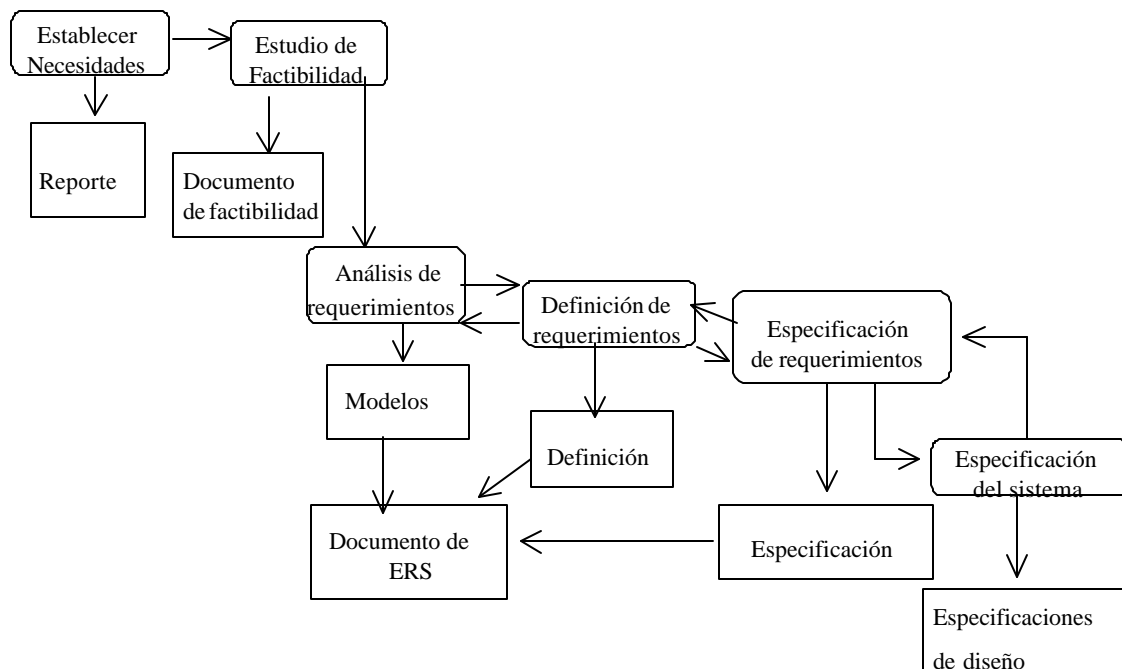 Establecer
Necesidades
Estudio de
Factibilidad
Reporte
Documento
de factibilidad
Análisis de
requerimientos
Definición de
requerimientos
Especificación
de requerimientos
Modelos
Definición
Especificación
del sistema
Documento de
ERS
Especificación
Especificaciones
de diseño